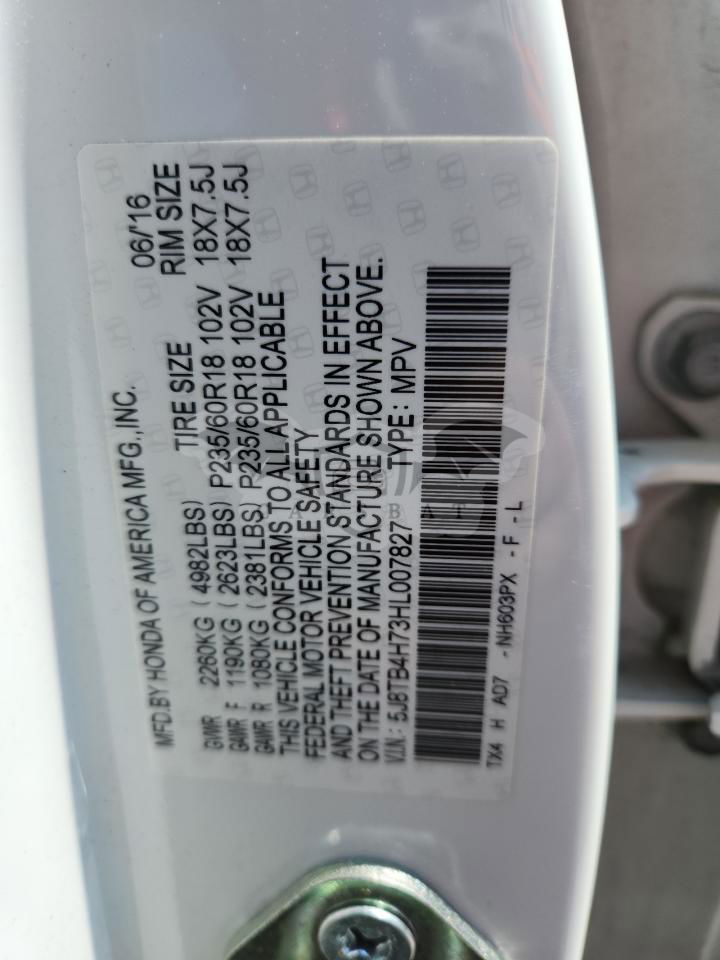 MFD.BY HONDA OF AMERICA MFG.,INC. 06/'16
TIRE SIZE RIM SIZE
GVWR 2260KG (4982LBS)
GAWR F 1190KG (2623LBS) P235/60R18 102V 18X7.5J
GAWR R 1080KG (2381LBS) P235/60R18 102V 18X7.5J
THIS VEHICLE CONFORMS TO ALL APPLICABLE
FEDERAL MOTOR VEHICLE SAFETY
AND THEFT PREVENTION STANDARDS IN EFFECT
ON THE DATE OF MANUFACTURE SHOWN ABOVE.
V.I.N.: 5J8TB4H73HL007827 TYPE: MPV
TX4 H AD7 -NH603PX - F - L